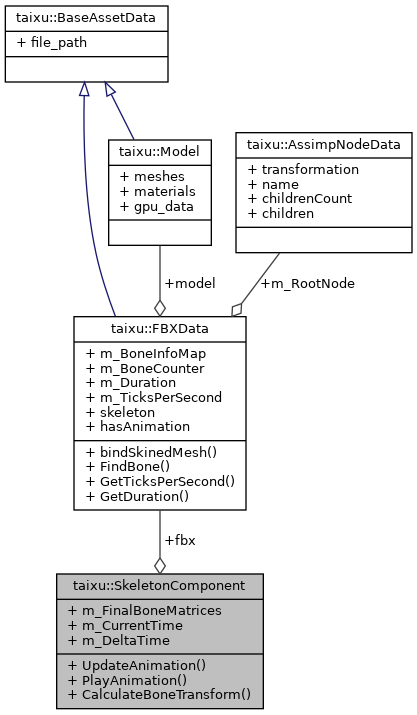 taixu::BaseAssetData
+ file_path
taixu::Model
+ meshes
+ materials
+ gpu_data
taixu::AssimpNodeData
+ transformation
+ name
+ childrenCount
+ children
+model
+m_RootNode
taixu::FBXData
+ m_BoneInfoMap
+ m_BoneCounter
+ m_Duration
+ m_TicksPerSecond
+ skeleton
+ hasAnimation
+ bindSkinedMesh()
+ FindBone()
+ GetTicksPerSecond()
+ GetDuration()
+fbx
taixu::SkeletonComponent
+ m_FinalBoneMatrices
+ m_CurrentTime
+ m_DeltaTime
+ UpdateAnimation()
+ PlayAnimation()
+ CalculateBoneTransform()